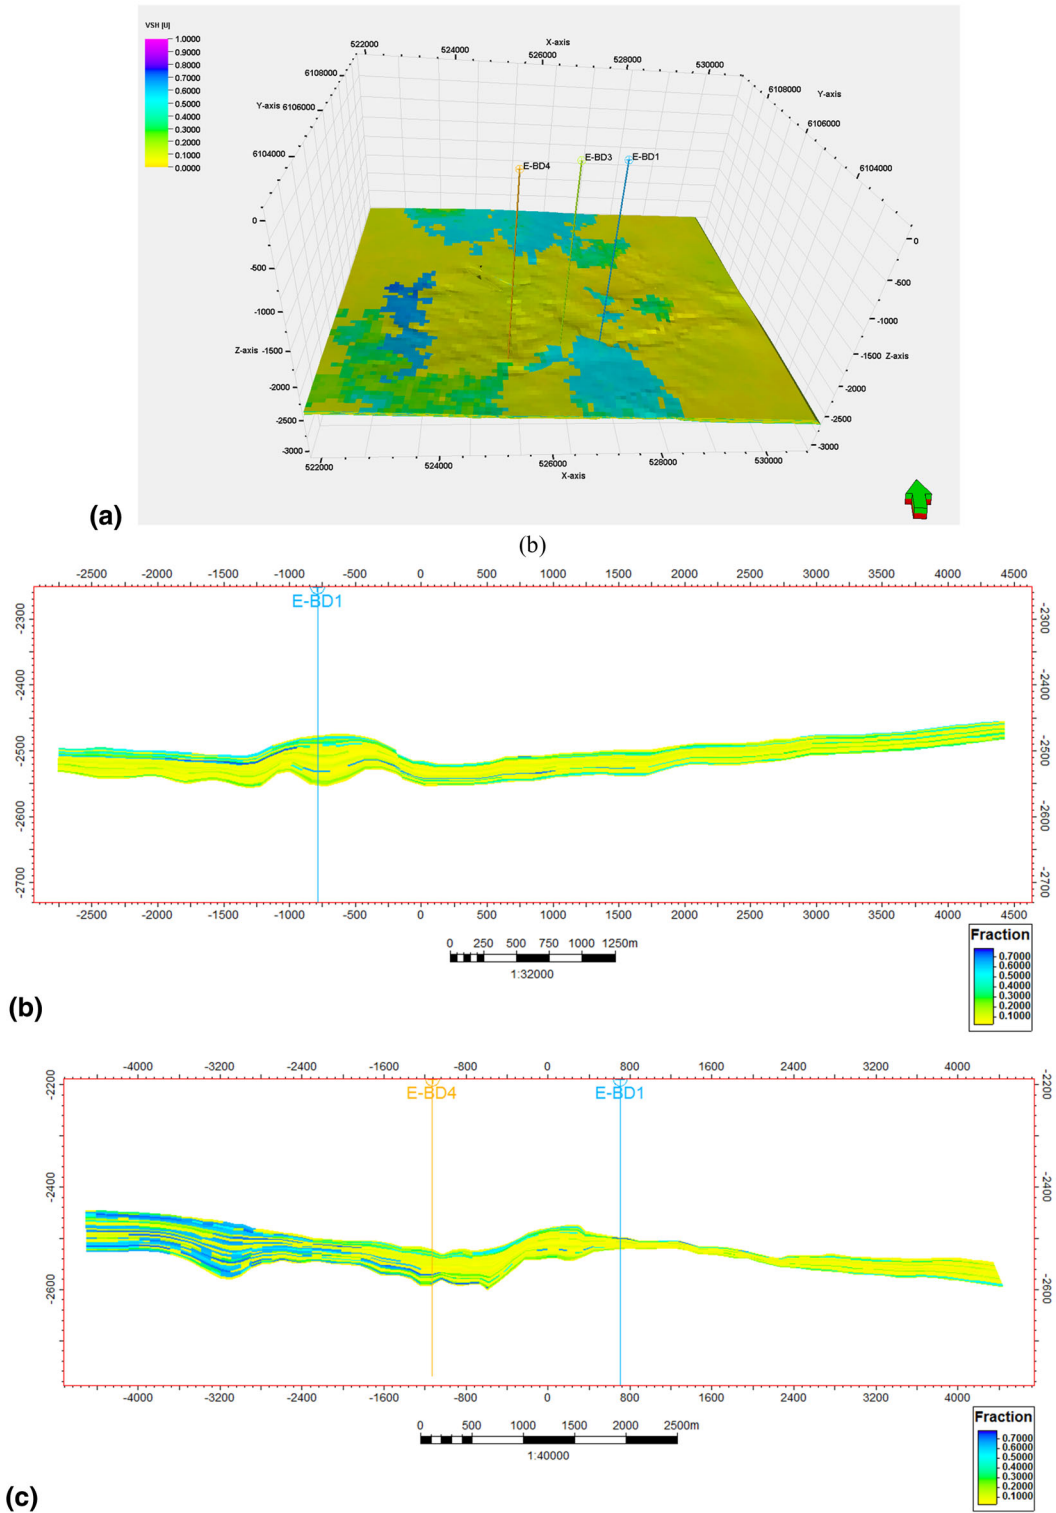 VSH [U]
1.0000
0.9000
0.8000
0.7000
0.6000
0.5000
0.4000
0.3000
0.2000
0.1000
0.0000
X-axis
522000 524000 526000 528000 530000
6108000 6108000
Y-axis Y-axis
6106000 6106000
6104000 6104000
E-BD4 E-BD3 E-BD1
0 0
-500 -500
-1000 -1000
Z-axis -1500 -1500 Z-axis
-2000 -2000
-2500 -2500
-3000 -3000
522000 524000 526000 528000 530000
X-axis
(a)
(b)
-2500 -2000 -1500 -1000 -500 0 500 1000 1500 2000 2500 3000 3500 4000 4500
E-BD1
-2300 -2300
-2400 -2400
-2500 -2500
-2600 -2600
-2700 -2700
-2500 -2000 -1500 -1000 -500 0 500 1000 1500 2000 2500 3000 3500 4000 4500
0 250 500 750 1000 1250m
1:32000
Fraction
0.7000
0.6000
0.5000
0.4000
0.3000
0.2000
0.1000
(b)
-4000 -3200 -2400 -1600 -800 0 800 1600 2400 3200 4000
E-BD4 E-BD1
-2200 -2200
-2400 -2400
-2600 -2600
-4000 -3200 -2400 -1600 -800 0 800 1600 2400 3200 4000
0 500 1000 1500 2000 2500m
1:40000
Fraction
0.7000
0.6000
0.5000
0.4000
0.3000
0.2000
0.1000
(c)